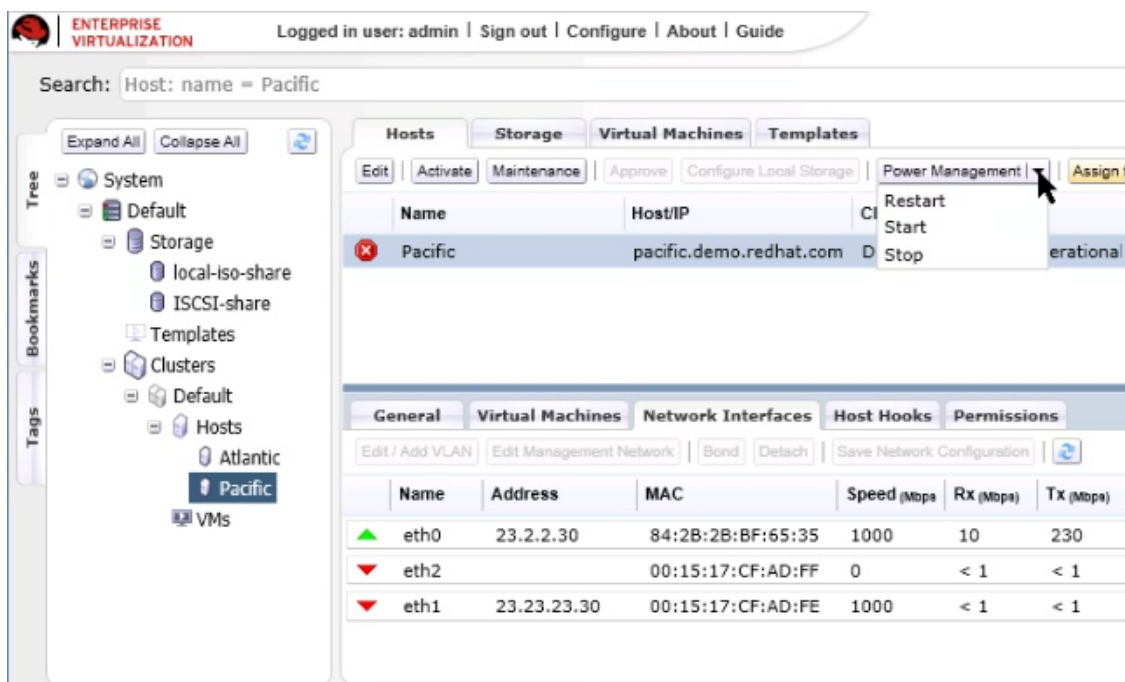 ENTERPRISE
VIRTUALIZATION
Logged in user: admin | Sign out | Configure | About | Guide
Search: Host: name = Pacific
Tree
Bookmarks
Tags
Expand All Collapse All
System
Default
Storage
local-iso-share
ISCSI-share
Templates
Clusters
Default
Hosts
Atlantic
Pacific
VMs
Hosts Storage Virtual Machines Templates
Edit Activate Maintenance Approve Configure Local Storage Power Management Assign
Restart
Start
Stop
Name Host/IP Cl
Pacific pacific.demo.redhat.com D erational
General Virtual Machines Network Interfaces Host Hooks Permissions
Edit / Add VLAN Edit Management Network Bond Detach Save Network Configuration
Name Address MAC Speed (Mbps Rx (Mbps) Tx (Mbps)
eth0 23.2.2.30 84:2B:2B:BF:65:35 1000 10 230
eth2 00:15:17:CF:AD:FF 0 < 1 < 1
eth1 23.23.23.30 00:15:17:CF:AD:FE 1000 < 1 < 1